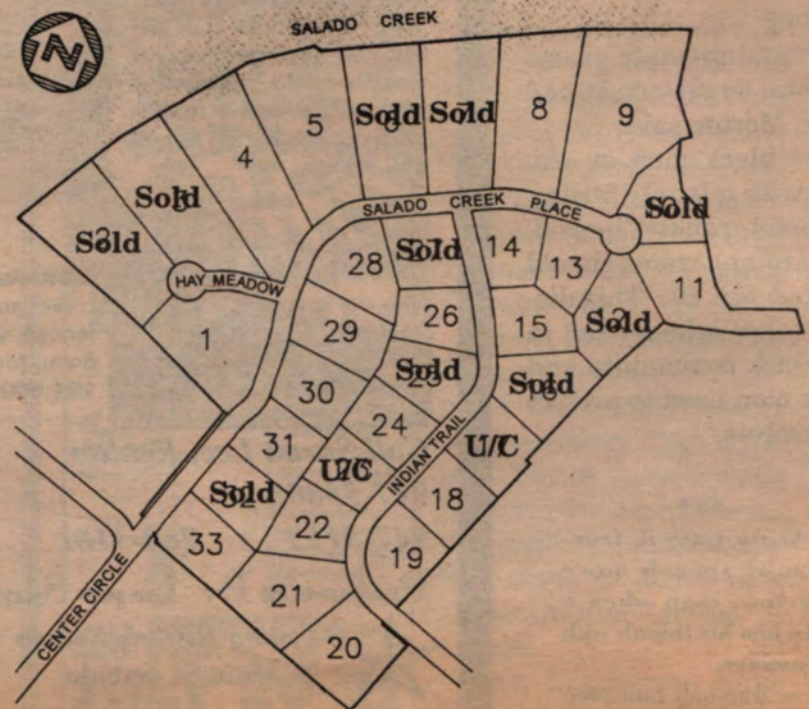 N
SALADO CREEK
4
5
Sold
Sold
8
9
Sold
Sold
Sold
SALADO CREEK PLACE
28
Sold
14
13
11
HAY MEADOW
1
29
26
15
Sold
30
Sold
Sold
24
31
U/C
INDIAN TRAIL
U/C
Sold
18
22
33
19
21
20
CENTER CIRCLE